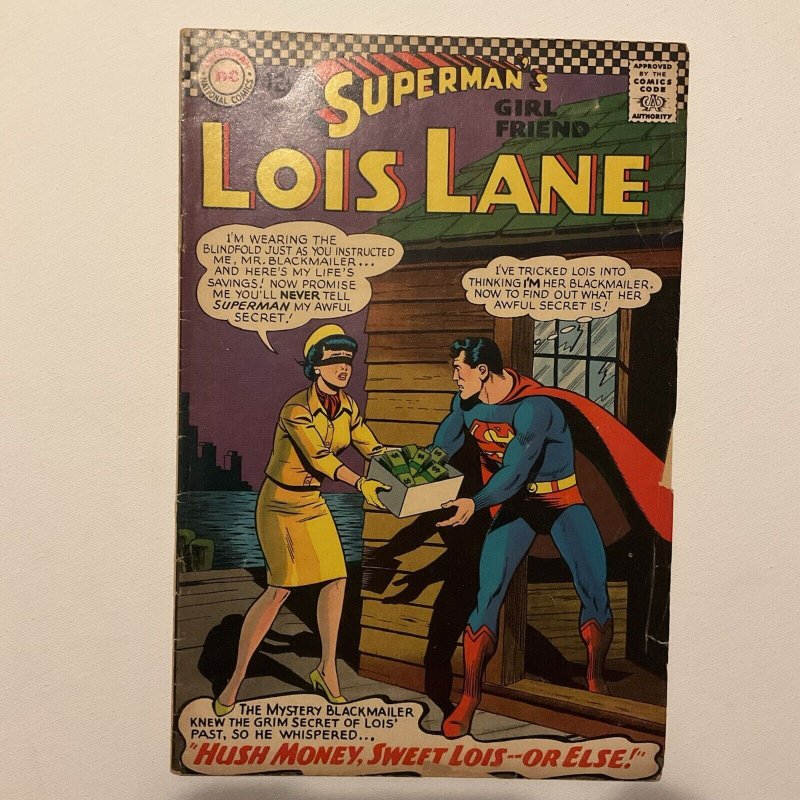 SUPERMAN
DC
NATIONAL COMICS
12¢
SUPERMAN'S
GIRL
FRIEND
LOIS LANE
APPROVED
BY THE
COMICS
CODE
CA
AUTHORITY
I'M WEARING THE
BLINDFOLD JUST AS YOU INSTRUCTED
ME, MR. BLACKMAILER...
AND HERE'S MY LIFE'S
SAVINGS! NOW PROMISE
ME YOU'LL NEVER TELL
SUPERMAN MY AWFUL
SECRET!
I'VE TRICKED LOIS INTO
THINKING I'M HER BLACKMAILER.
NOW TO FIND OUT WHAT HER
AWFUL SECRET IS!
S
THE MYSTERY BLACKMAILER
KNEW THE GRIM SECRET OF LOIS'
PAST, SO HE WHISPERED...
"HUSH MONEY, SWEET LOIS--OR ELSE!"